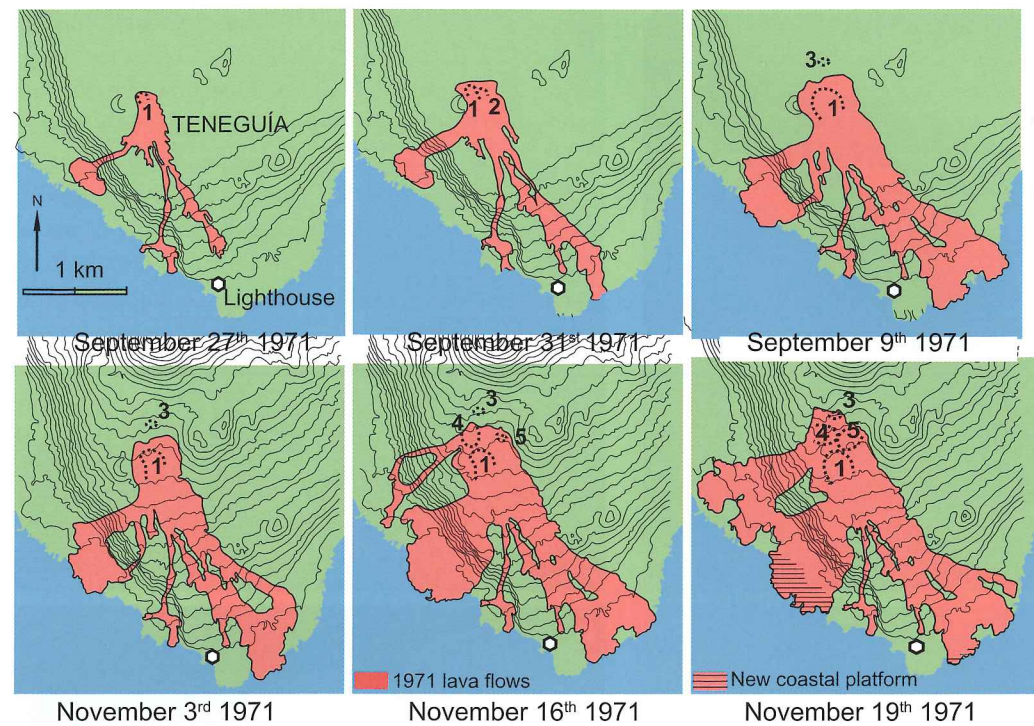 1
TENEGUÍA
N
1 km
Lighthouse
September 27th 1971
1 2
September 31st 1971
3
1
September 9th 1971
3
1
November 3rd 1971
3
4
5
1
1971 lava flows
November 16th 1971
3
4 5
1
New coastal platform
November 19th 1971